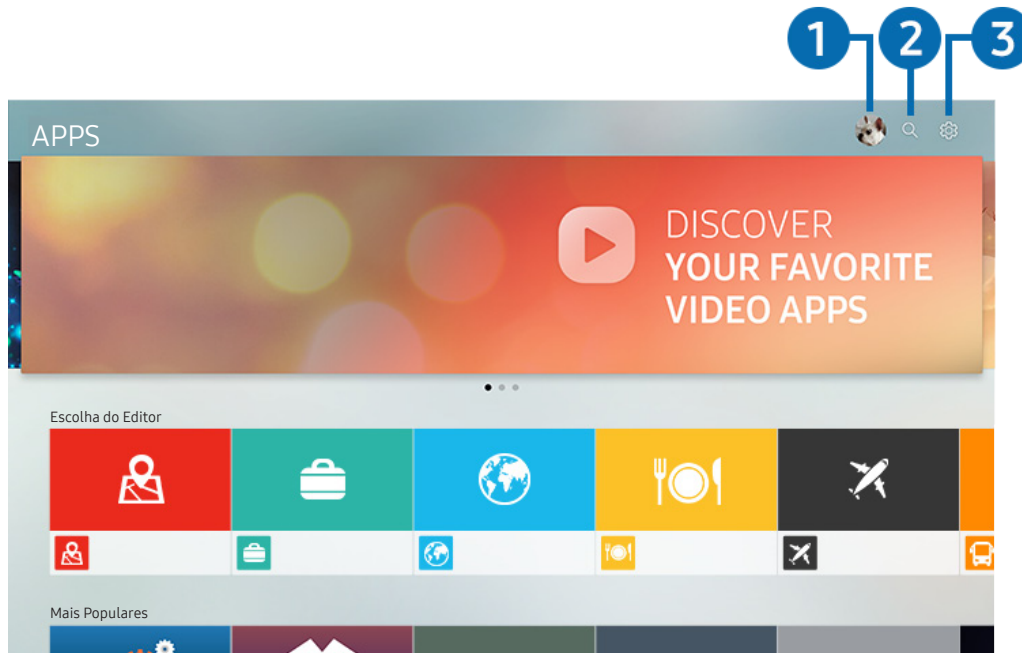 1 2 3
APPS
DISCOVER
YOUR FAVORITE
VIDEO APPS
Escolha do Editor
Mais Populares